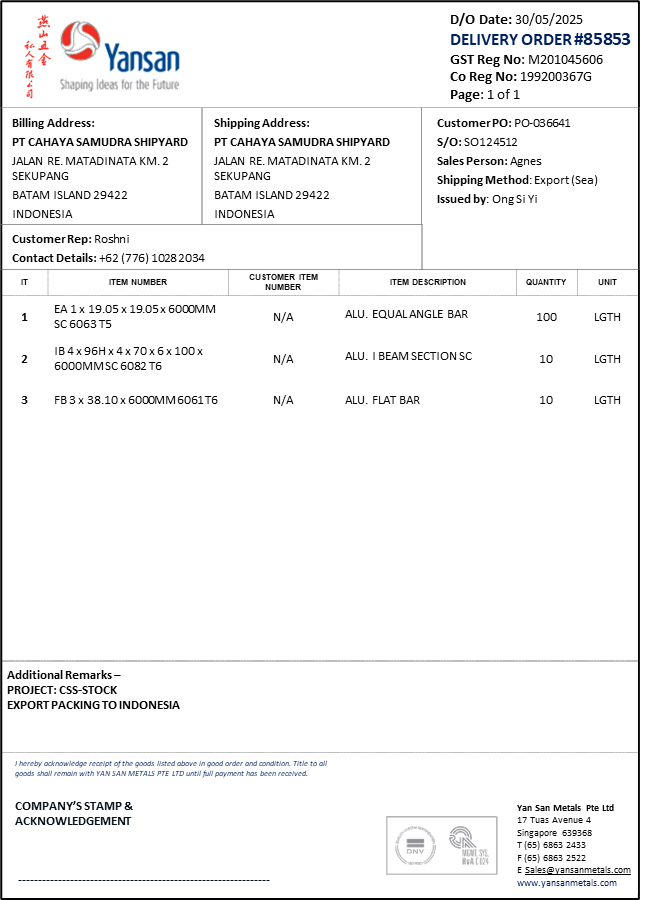 燕山五金
私人有限公司
Yansan
Shaping Ideas for the Future
D/O Date: 30/05/2025
DELIVERY ORDER #85853
GST Reg No: M201045606
Co Reg No: 199200367G
Page: 1 of 1
Billing Address:
PT CAHAYA SAMUDRA SHIPYARD
JALAN RE. MATADINATA KM. 2
SEKUPANG
BATAM ISLAND 29422
INDONESIA
Shipping Address:
PT CAHAYA SAMUDRA SHIPYARD
JALAN RE. MATADINATA KM. 2
SEKUPANG
BATAM ISLAND 29422
INDONESIA
Customer PO: PO-036641
S/O: SO124512
Sales Person: Agnes
Shipping Method: Export (Sea)
Issued by: Ong Si Yi
Customer Rep: Roshni
Contact Details: +62 (776) 1028 2034
IT ITEM NUMBER CUSTOMER ITEM NUMBER ITEM DESCRIPTION QUANTITY UNIT
1 EA 1 x 19.05 x 19.05 x 6000MM SC 6063 T5 N/A ALU. EQUAL ANGLE BAR 100 LGTH
2 IB 4 x 96H x 4 x 70 x 6 x 100 x 6000MM SC 6082 T6 N/A ALU. I BEAM SECTION SC 10 LGTH
3 FB 3 x 38.10 x 6000MM 6061 T6 N/A ALU. FLAT BAR 10 LGTH
Additional Remarks –
PROJECT: CSS-STOCK
EXPORT PACKING TO INDONESIA
I hereby acknowledge receipt of the goods listed above in good order and condition. Title to all
goods shall remain with YAN SAN METALS PTE LTD until full payment has been received.
COMPANY'S STAMP &
ACKNOWLEDGEMENT
DNV
MGMT. SYS.
RvA C 024
Yan San Metals Pte Ltd
17 Tuas Avenue 4
Singapore 639368
T (65) 6863 2433
F (65) 6863 2522
E Sales@yansanmetals.com
www.yansanmetals.com